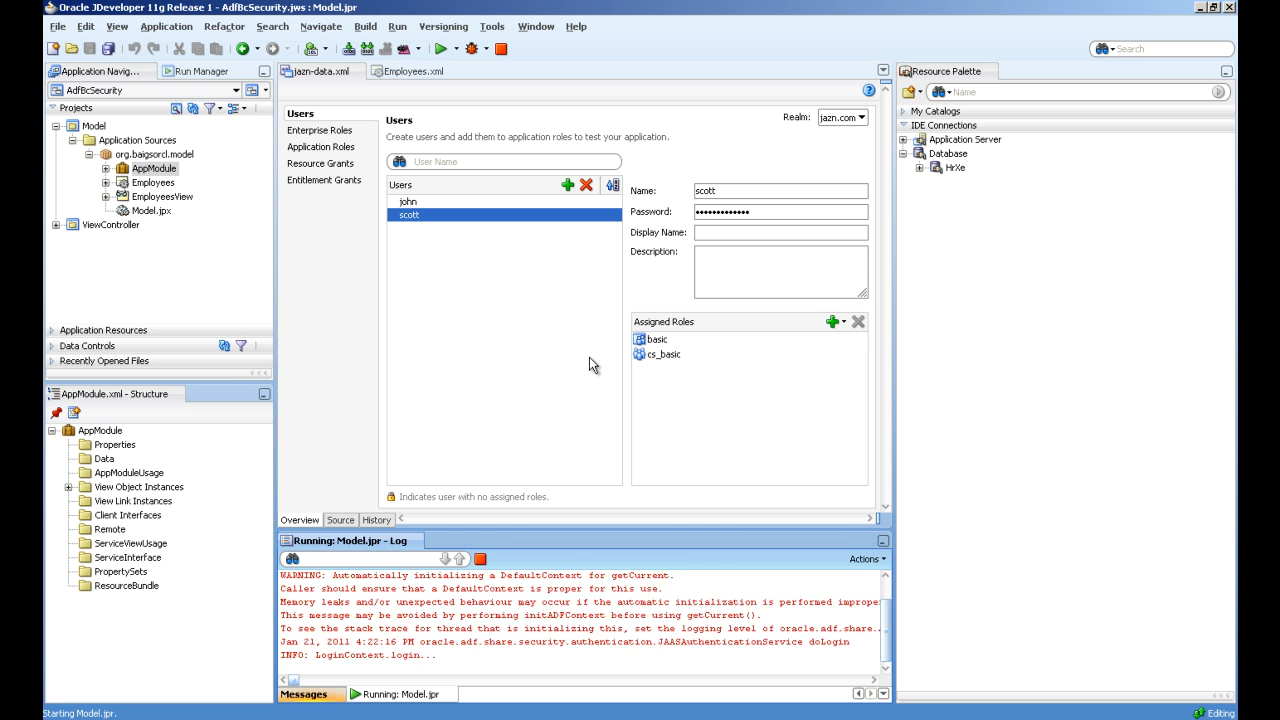 Oracle JDeveloper 11g Release 1 - AdfBcSecurity.jws : Model.jpr
File Edit View Application Refactor Search Navigate Build Run Versioning Tools Window Help
Search
Application Navig... Run Manager
AdfBcSecurity
Projects
Model
Application Sources
org.baigsorcl.model
AppModule
Employees
EmployeesView
Model.jpx
ViewController
Application Resources
Data Controls
Recently Opened Files
AppModule.xml - Structure
AppModule
Properties
Data
AppModuleUsage
View Object Instances
View Link Instances
Client Interfaces
Remote
ServiceViewUsage
ServiceInterface
PropertySets
ResourceBundle
jazn-data.xml Employees.xml
Users
Enterprise Roles
Application Roles
Resource Grants
Entitlement Grants
Users
Realm: jazn.com
Create users and add them to application roles to test your application.
User Name
Users
john
scott
Name: scott
Password: •••••••••••••
Display Name:
Description:
Assigned Roles
basic
cs_basic
Indicates user with no assigned roles.
Overview Source History
Running: Model.jpr - Log
Actions
WARNING: Automatically initializing a DefaultContext for getCurrent.
Caller should ensure that a DefaultContext is proper for this use.
Memory leaks and/or unexpected behaviour may occur if the automatic initialization is performed imprope
This message may be avoided by performing initADFContext before using getCurrent().
To see the stack trace for thread that is initializing this, set the logging level of oracle.adf.share..
Jan 21, 2011 4:22:16 PM oracle.adf.share.security.authentication.JAASAuthenticationService doLogin
INFO: LoginContext.login...
Messages Running: Model.jpr
Resource Palette
Name
My Catalogs
IDE Connections
Application Server
Database
HrXe
Starting Model.jpr.
Editing